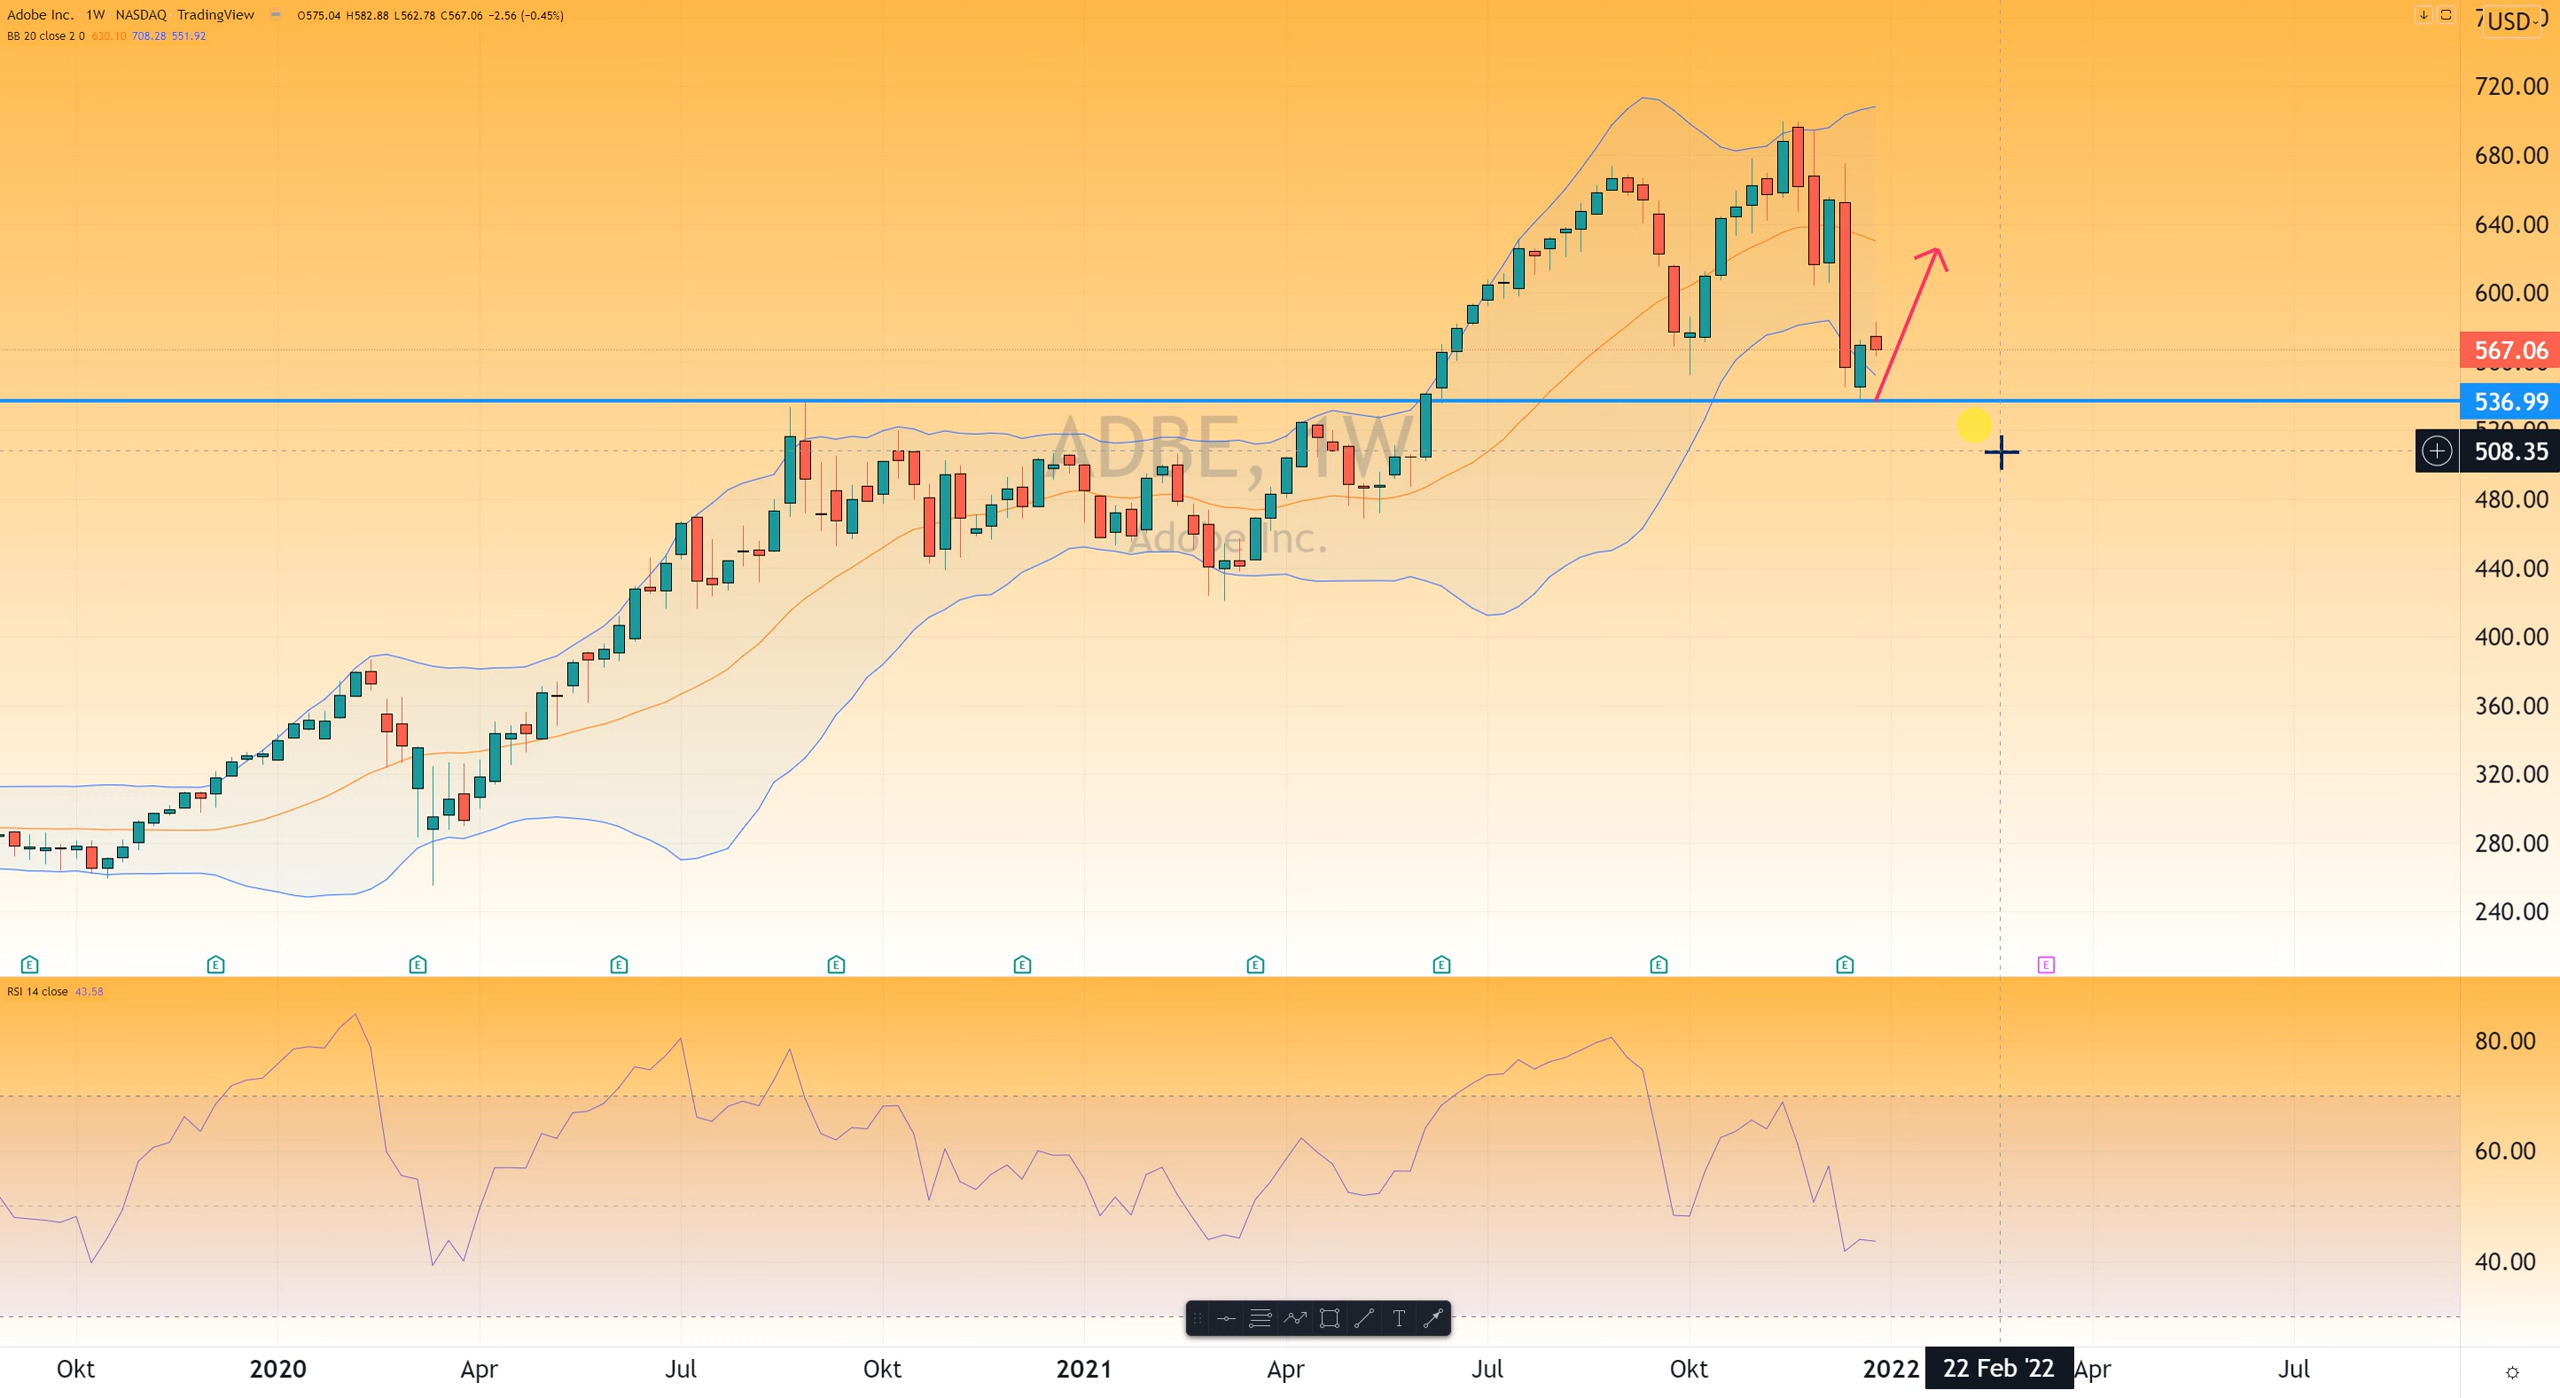 Adobe Inc. 1W NASDAQ TradingView O575.04 H582.88 L562.78 C567.06 −2.56 (−0.45%)
BB 20 close 2 0 630.10 708.28 551.92
USD
720.00
680.00
640.00
600.00
567.06
536.99
508.35
480.00
440.00
400.00
360.00
320.00
280.00
240.00
ADBE, 1W
Adobe Inc.
E E E E E E E E E E E
RSI 14 close 43.58
80.00
60.00
40.00
T
Okt 2020 Apr Jul Okt 2021 Apr Jul Okt 2022 22 Feb '22 Apr Jul